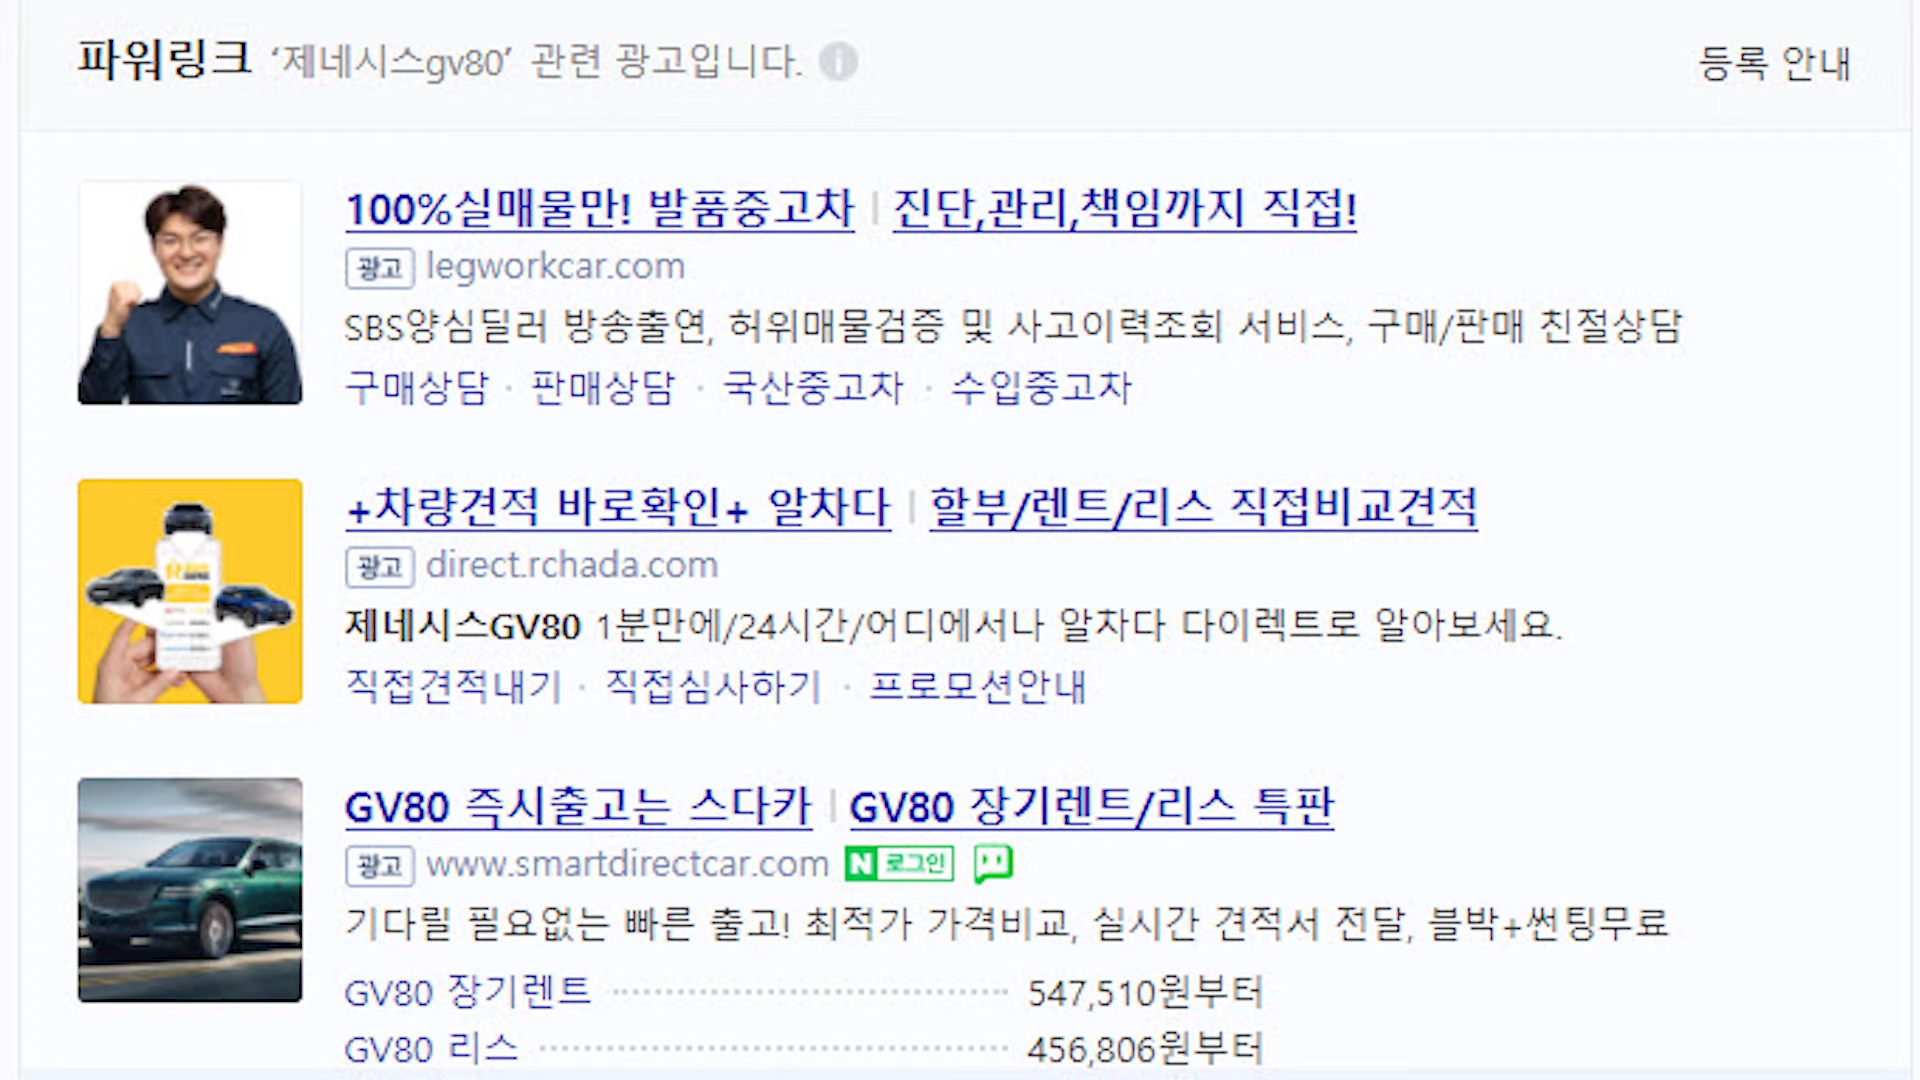 파워링크 ‘제네시스gv80’ 관련 광고입니다. 등록 안내
100%실매물만! 발품중고차 | 진단,관리,책임까지 직접!
광고 legworkcar.com
SBS양심딜러 방송출연, 허위매물검증 및 사고이력조회 서비스, 구매/판매 친절상담
구매상담 · 판매상담 · 국산중고차 · 수입중고차
+차량견적 바로확인+ 알차다 | 할부/렌트/리스 직접비교견적
광고 direct.rchada.com
제네시스GV80 1분만에/24시간/어디에서나 알차다 다이렉트로 알아보세요.
직접견적내기 · 직접심사하기 · 프로모션안내
GV80 즉시출고는 스다카 | GV80 장기렌트/리스 특판
광고 www.smartdirectcar.com N 로그인
기다릴 필요없는 빠른 출고! 최적가 가격비교, 실시간 견적서 전달, 블박+썬팅무료
GV80 장기렌트 547,510원부터
GV80 리스 456,806원부터